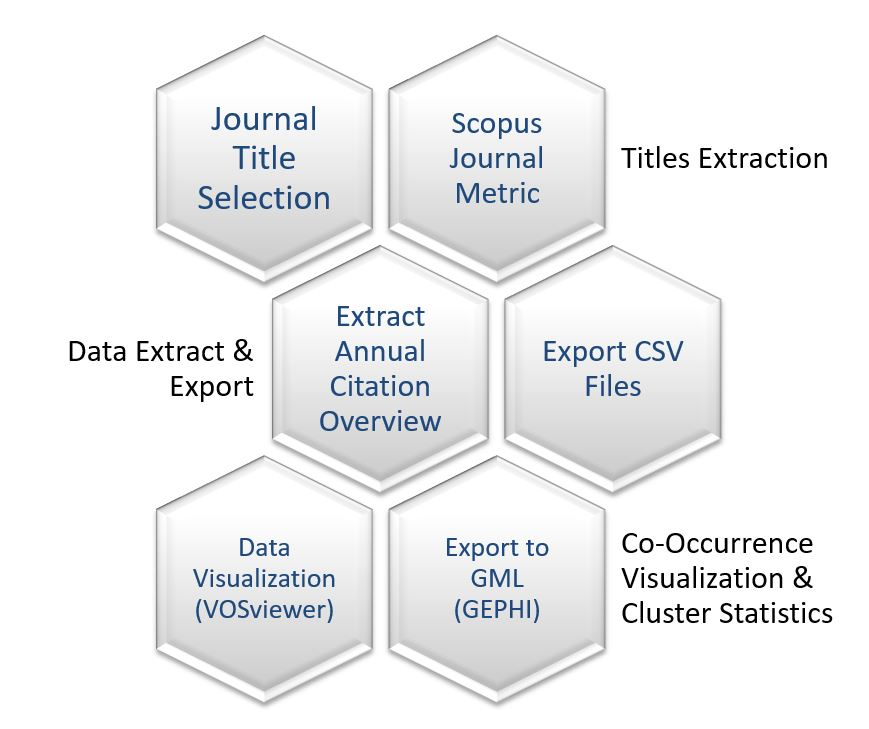 Journal
Title
Selection
Scopus
Journal
Metric
Titles Extraction
Data Extract &
Export
Extract
Annual
Citation
Overview
Export CSV
Files
Data
Visualization
(VOSviewer)
Export to
GML
(GEPHI)
Co-Occurrence
Visualization &
Cluster Statistics